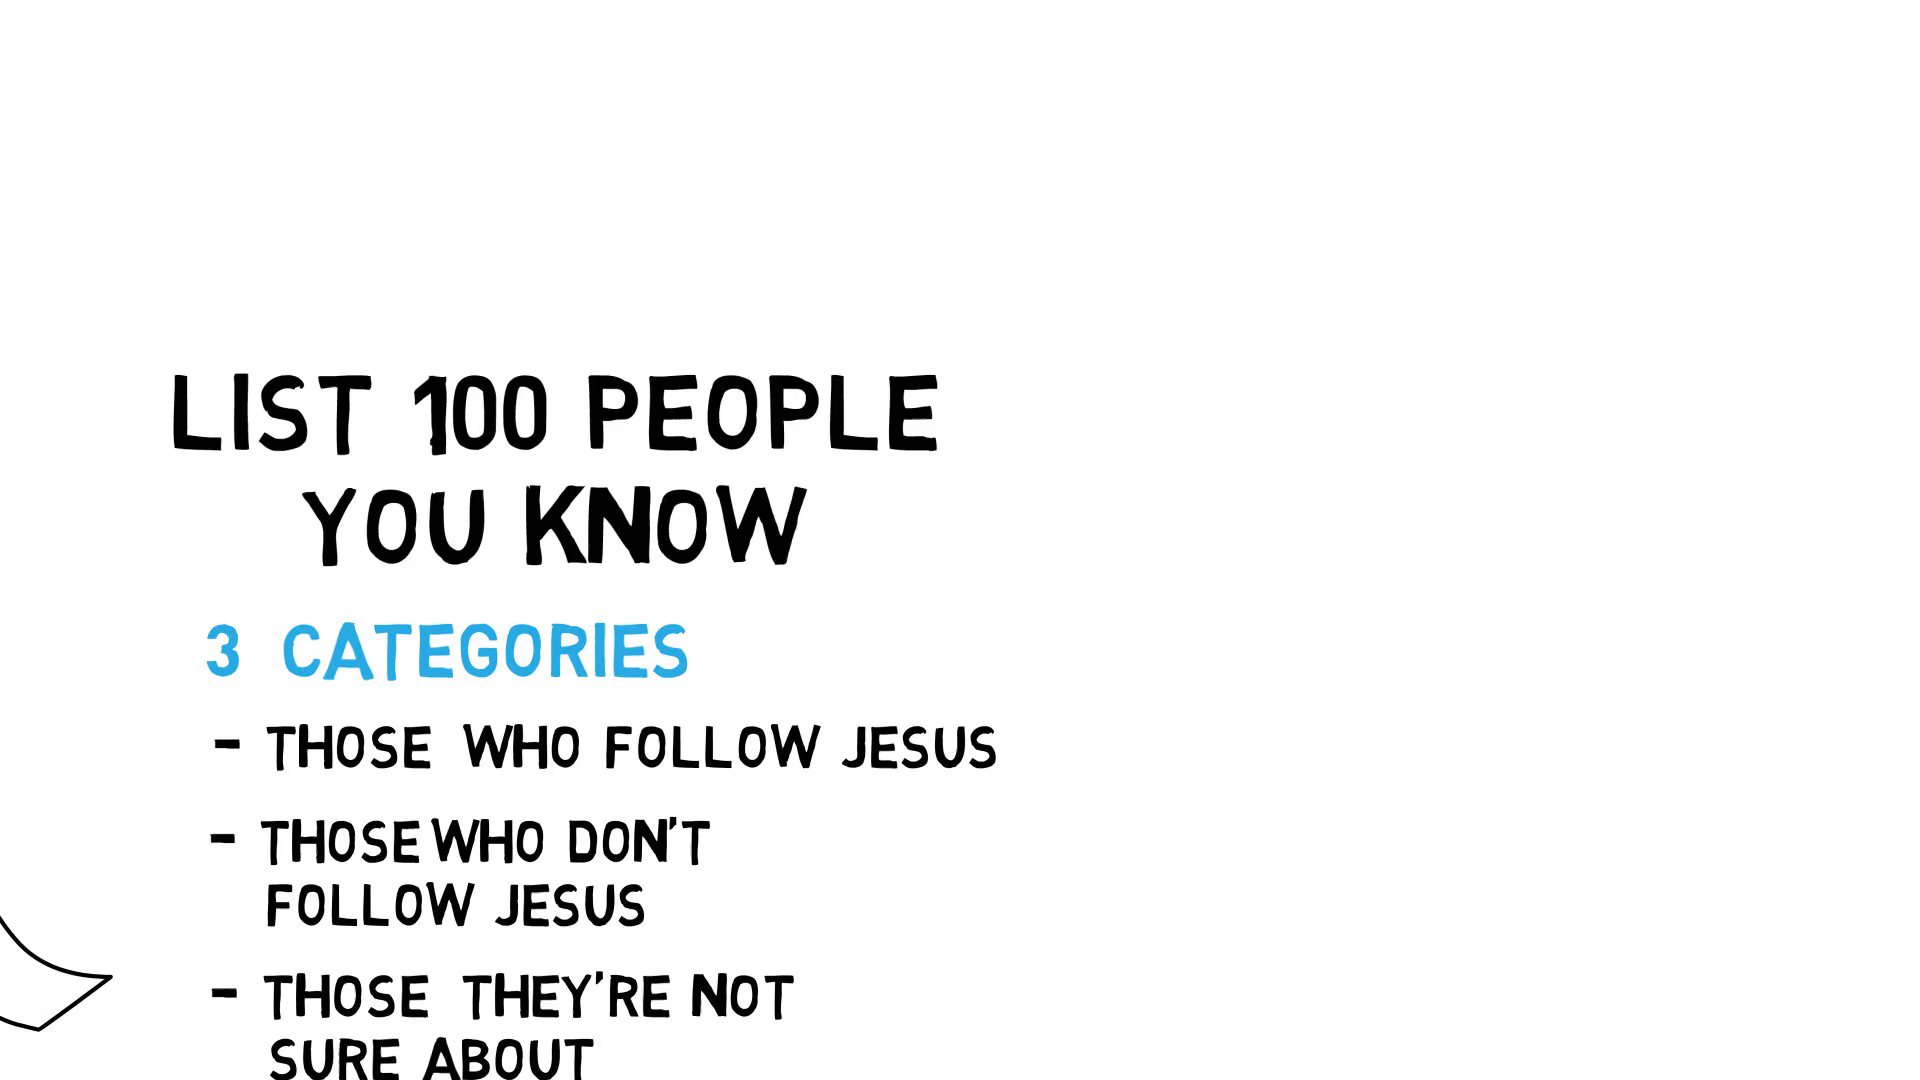 LIST 100 PEOPLE
YOU KNOW
3 CATEGORIES
- THOSE WHO FOLLOW JESUS
- THOSE WHO DON'T
FOLLOW JESUS
- THOSE THEY'RE NOT
SURE ABOUT